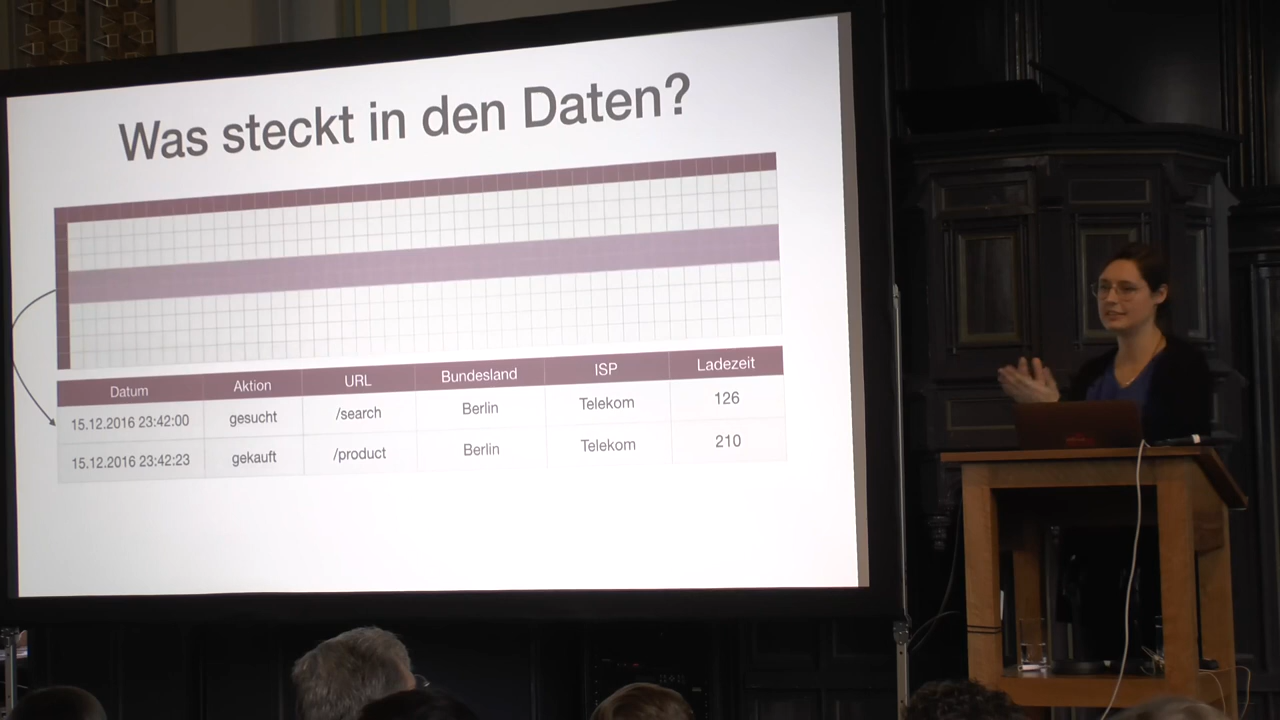 Was steckt in den Daten?
Datum Aktion URL Bundesland ISP Ladezeit
15.12.2016 23:42:00 gesucht /search Berlin Telekom 126
15.12.2016 23:42:23 gekauft /product Berlin Telekom 210